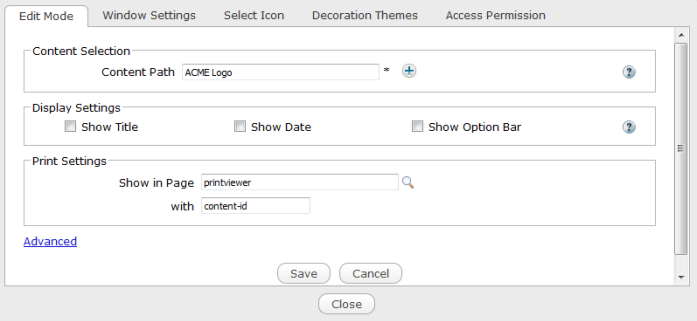 Edit Mode Window Settings Select Icon Decoration Themes Access Permission
Content Selection
Content Path ACME Logo *
Display Settings
Show Title Show Date Show Option Bar
Print Settings
Show in Page printviewer
with content-id
Advanced
Save Cancel
Close